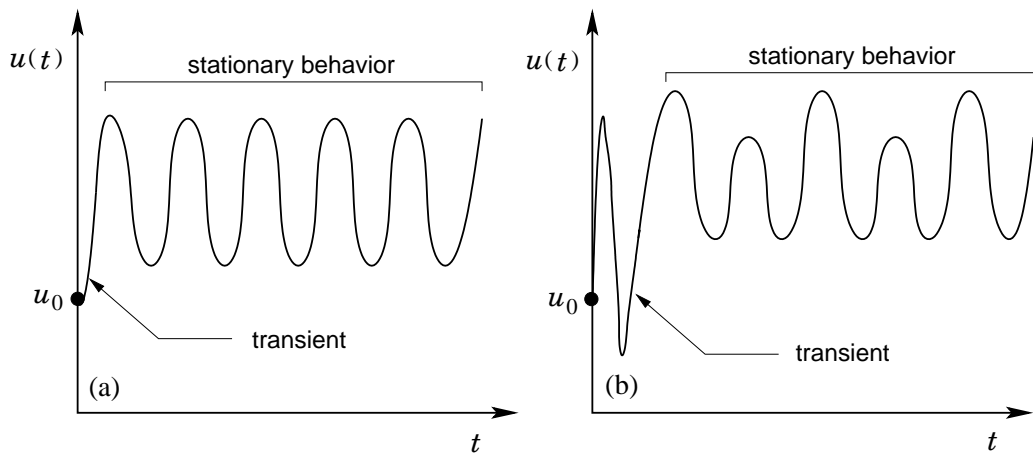 u(t)
stationary behavior
u0
transient
(a)
t
u(t)
stationary behavior
u0
transient
(b)
t